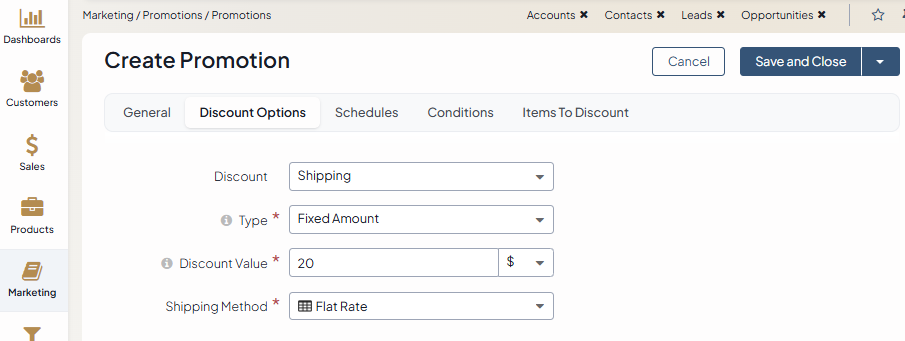 Marketing / Promotions / Promotions
Accounts ✖ Contacts ✖ Leads ✖ Opportunities ✖
Dashboards
Customers
Sales
Products
Marketing
Create Promotion
Cancel
Save and Close
General Discount Options Schedules Conditions Items To Discount
Discount Shipping
Type * Fixed Amount
Discount Value * 20 $
Shipping Method * Flat Rate